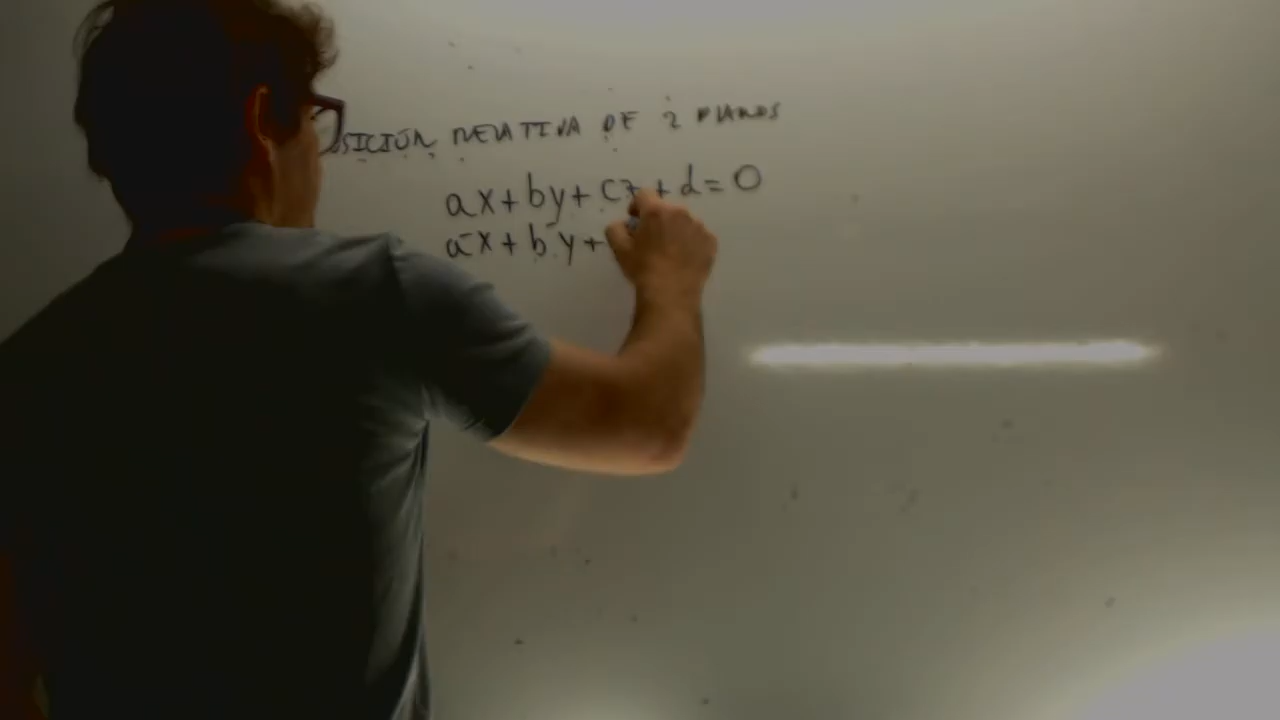 SICIÓN RELATIVA DE 2 PLANOS
ax+by+cz+d=0
a'x+b'y+